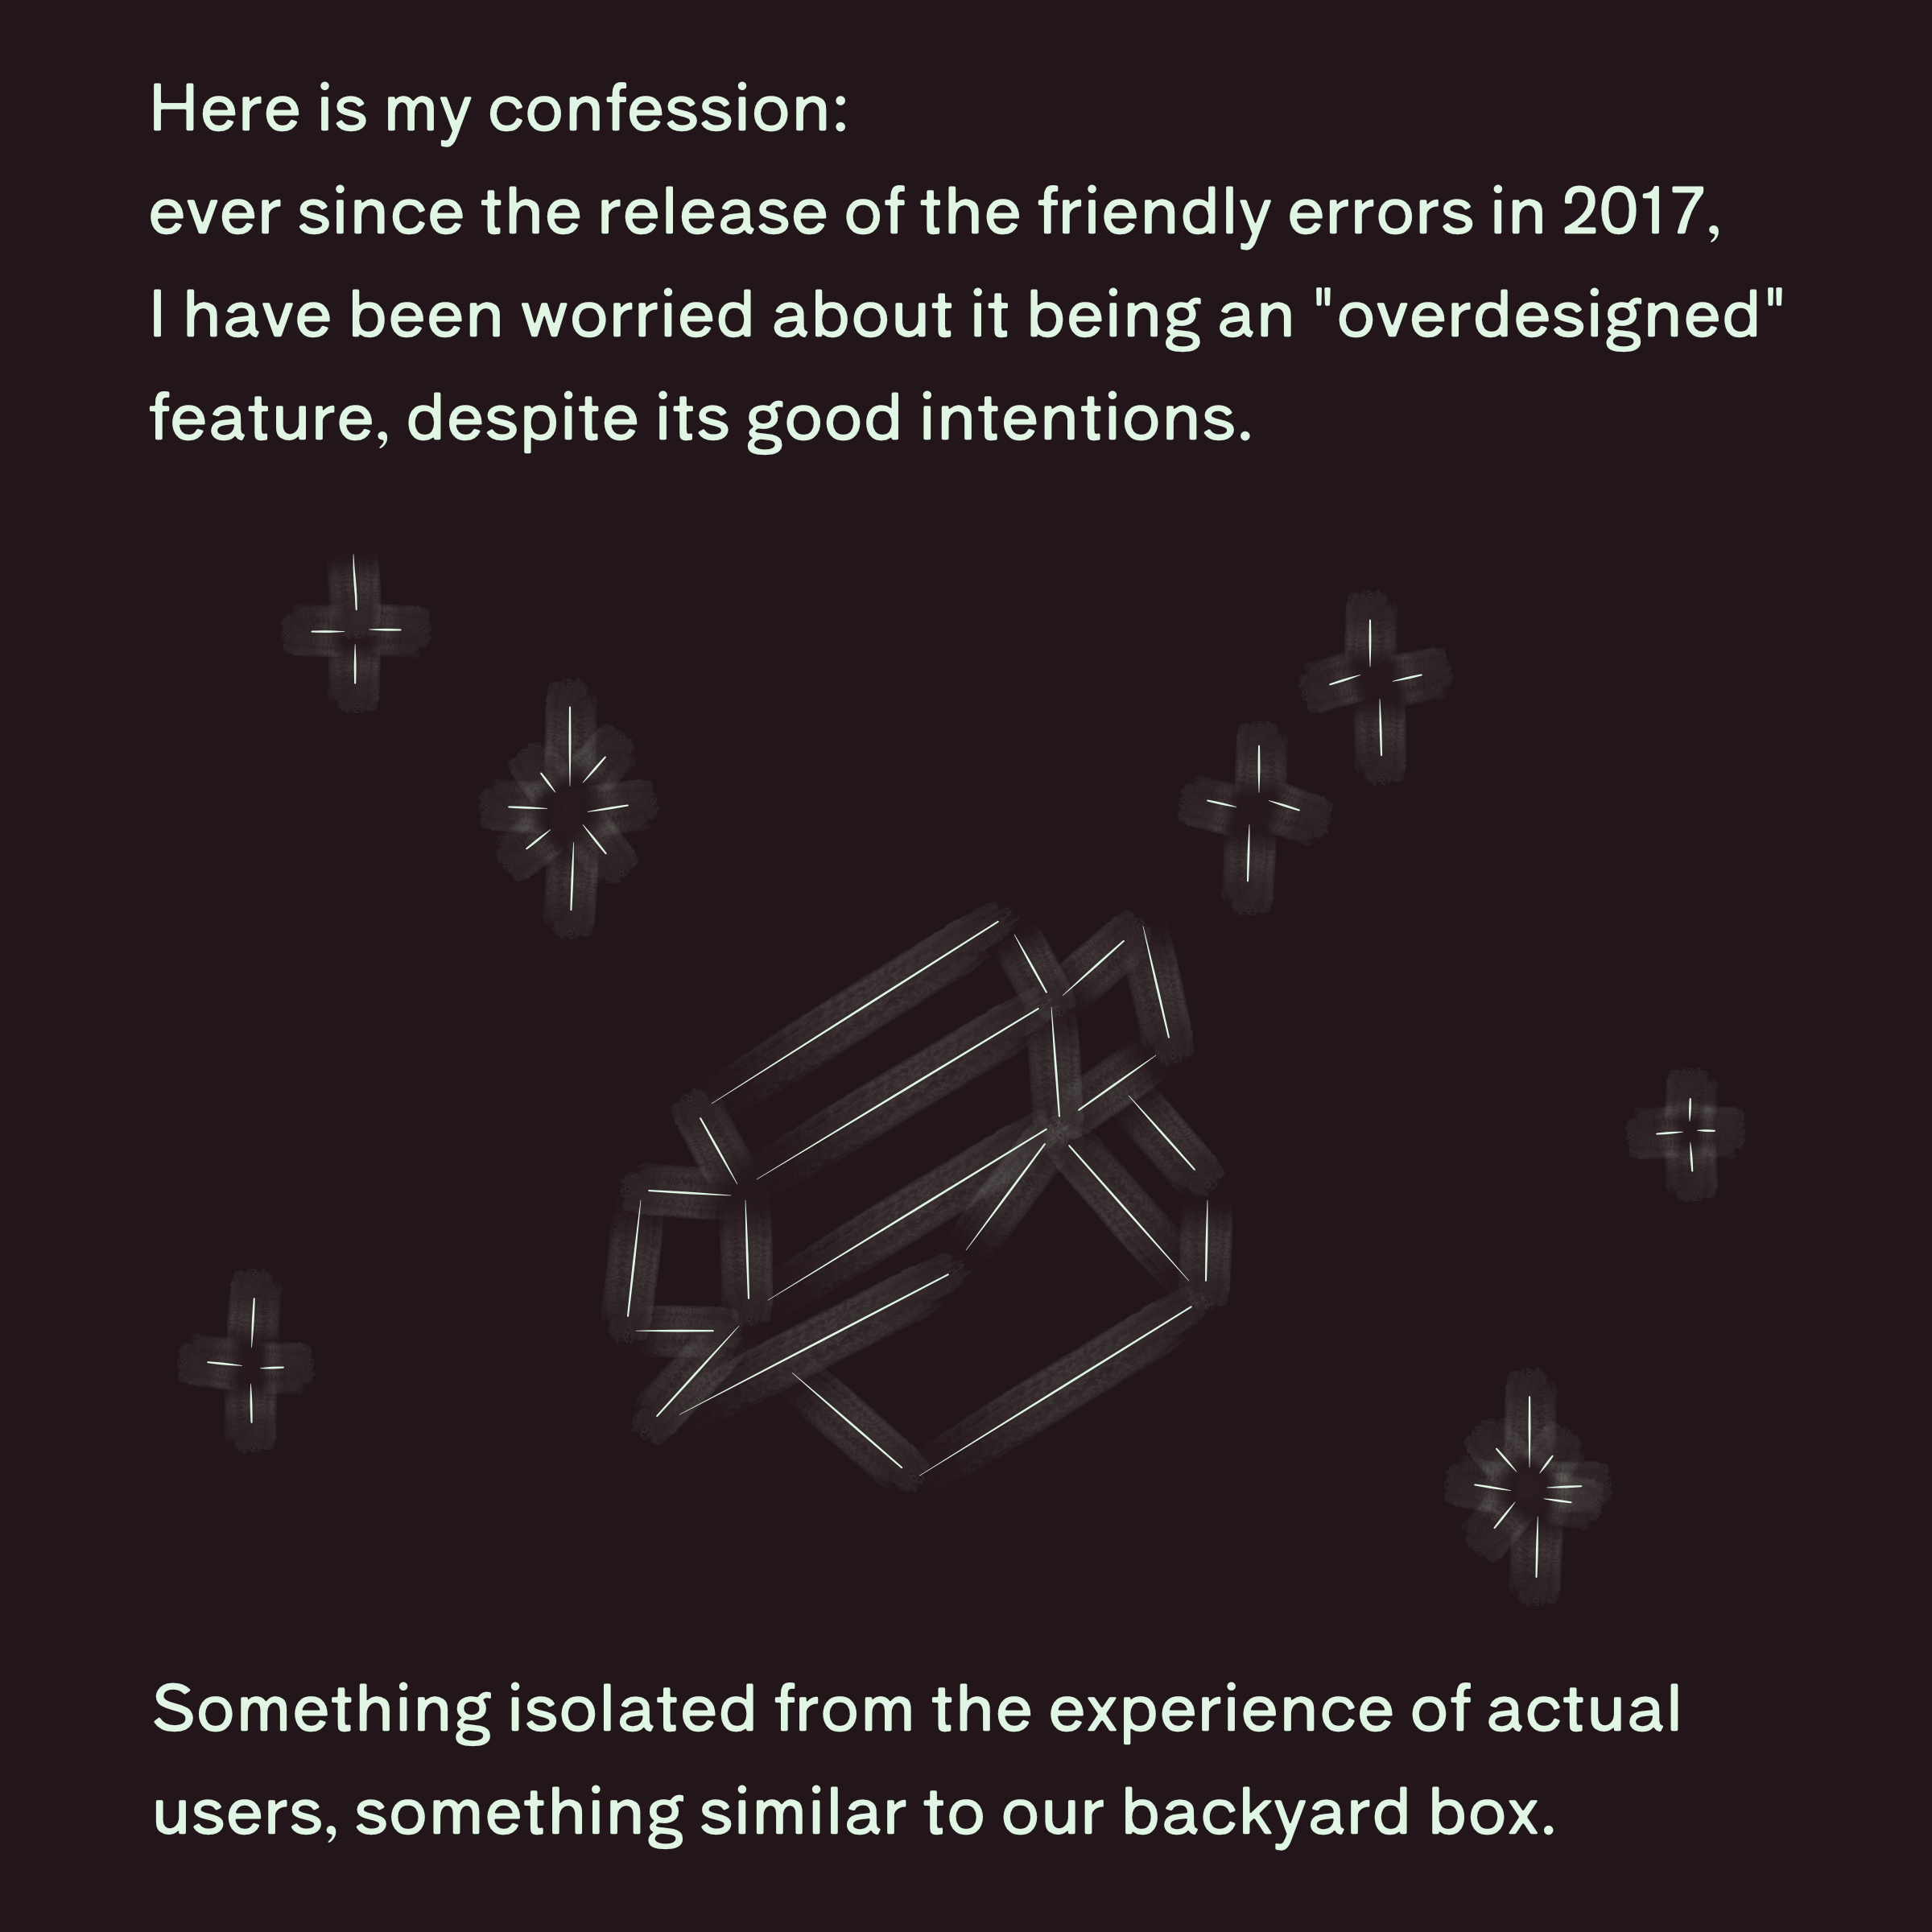 Here is my confession:
ever since the release of the friendly errors in 2017,
I have been worried about it being an "overdesigned"
feature, despite its good intentions.
Something isolated from the experience of actual
users, something similar to our backyard box.